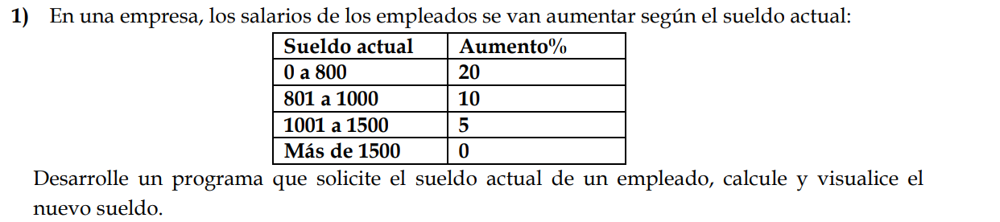 1) En una empresa, los salarios de los empleados se van aumentar según el sueldo actual:
Sueldo actual Aumento%
0 a 800 20
801 a 1000 10
1001 a 1500 5
Más de 1500 0
Desarrolle un programa que solicite el sueldo actual de un empleado, calcule y visualice el
nuevo sueldo.